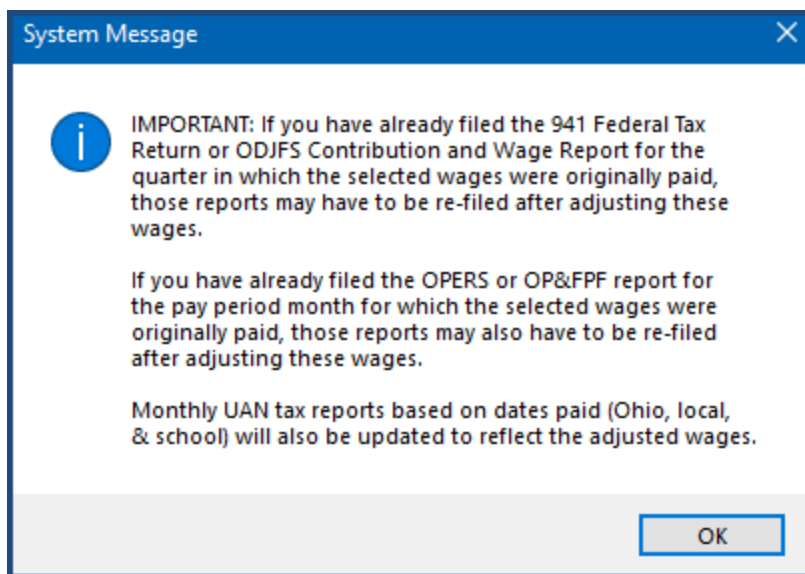 System Message
IMPORTANT: If you have already filed the 941 Federal Tax
Return or ODJFS Contribution and Wage Report for the
quarter in which the selected wages were originally paid,
those reports may have to be re-filed after adjusting these
wages.
If you have already filed the OPERS or OP&FPF report for
the pay period month for which the selected wages were
originally paid, those reports may also have to be re-filed
after adjusting these wages.
Monthly UAN tax reports based on dates paid (Ohio, local,
& school) will also be updated to reflect the adjusted wages.
OK